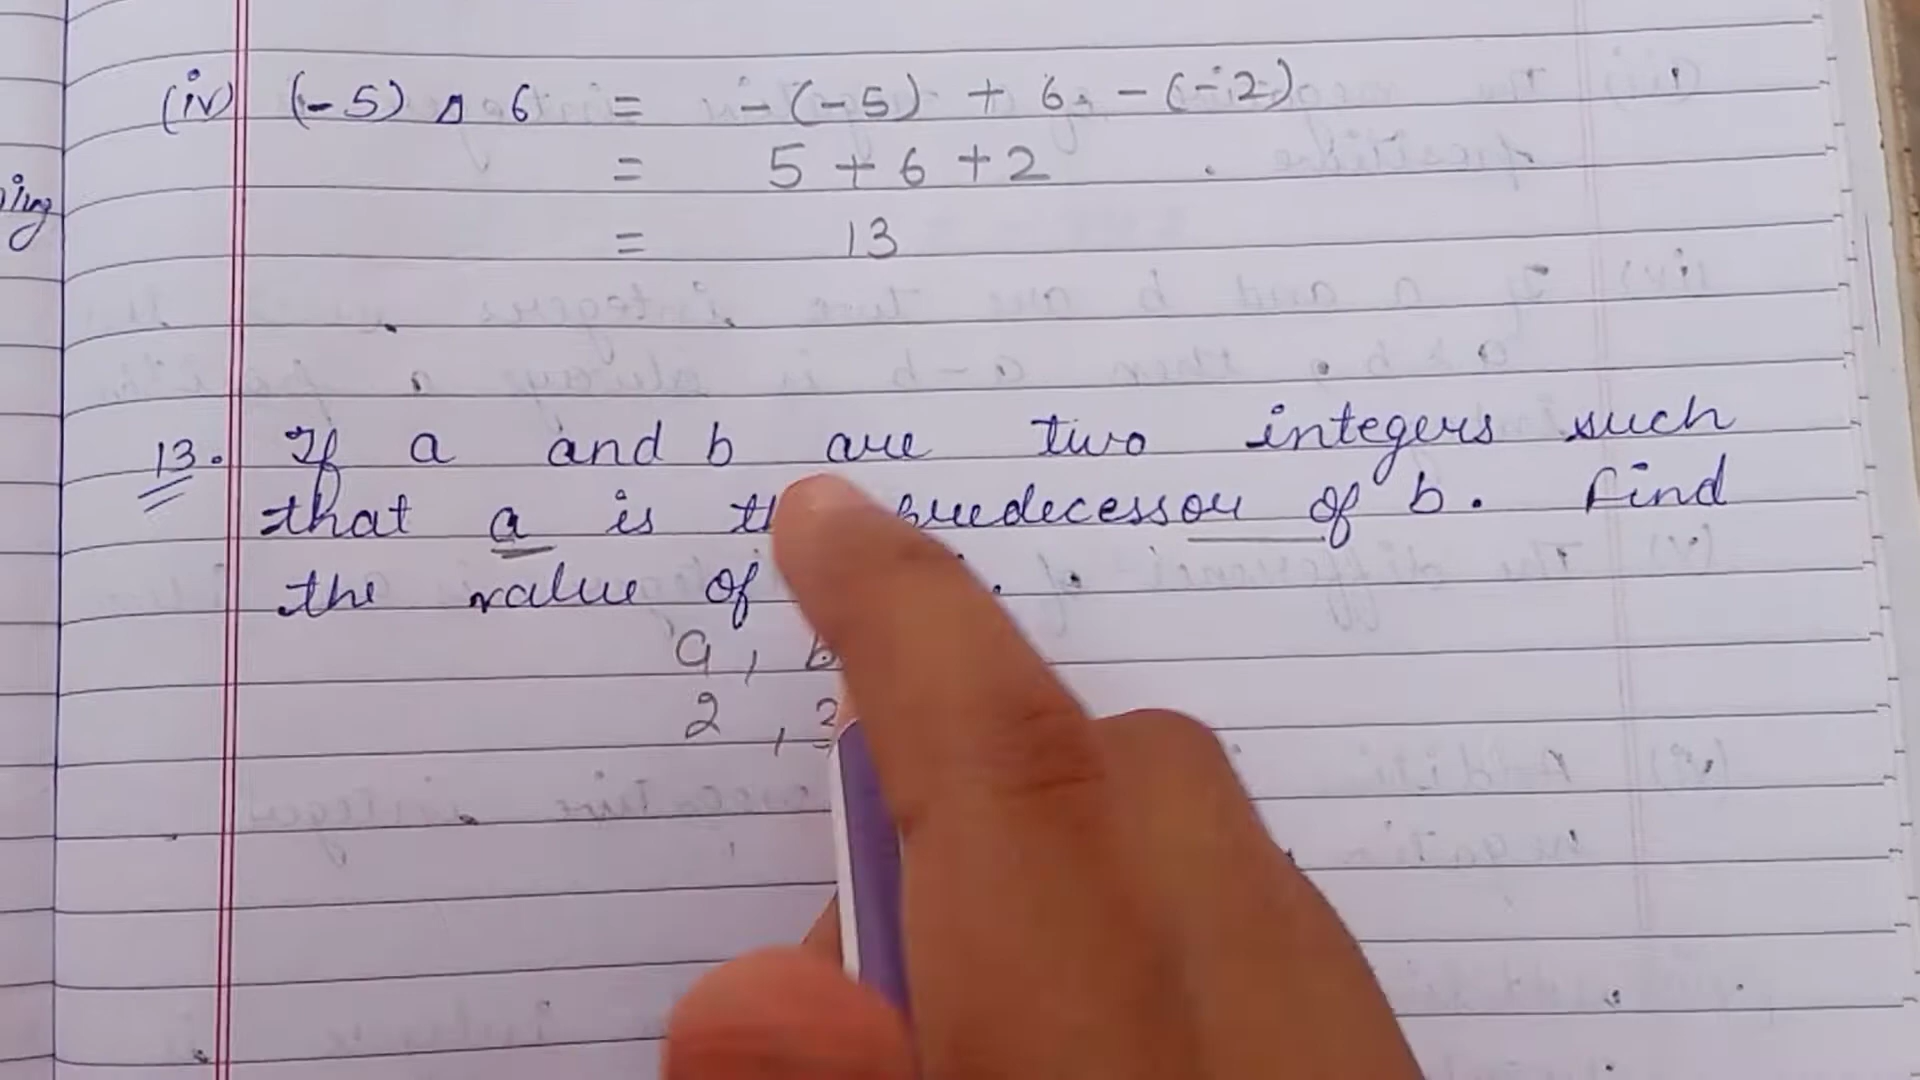 (iv) (-5) △ 6 = -(-5) + 6 - (-2)
= 5 + 6 + 2
= 13
13. If a and b are two integers such
that a is predecessor of b. Find
the value of
a, b
2, 3